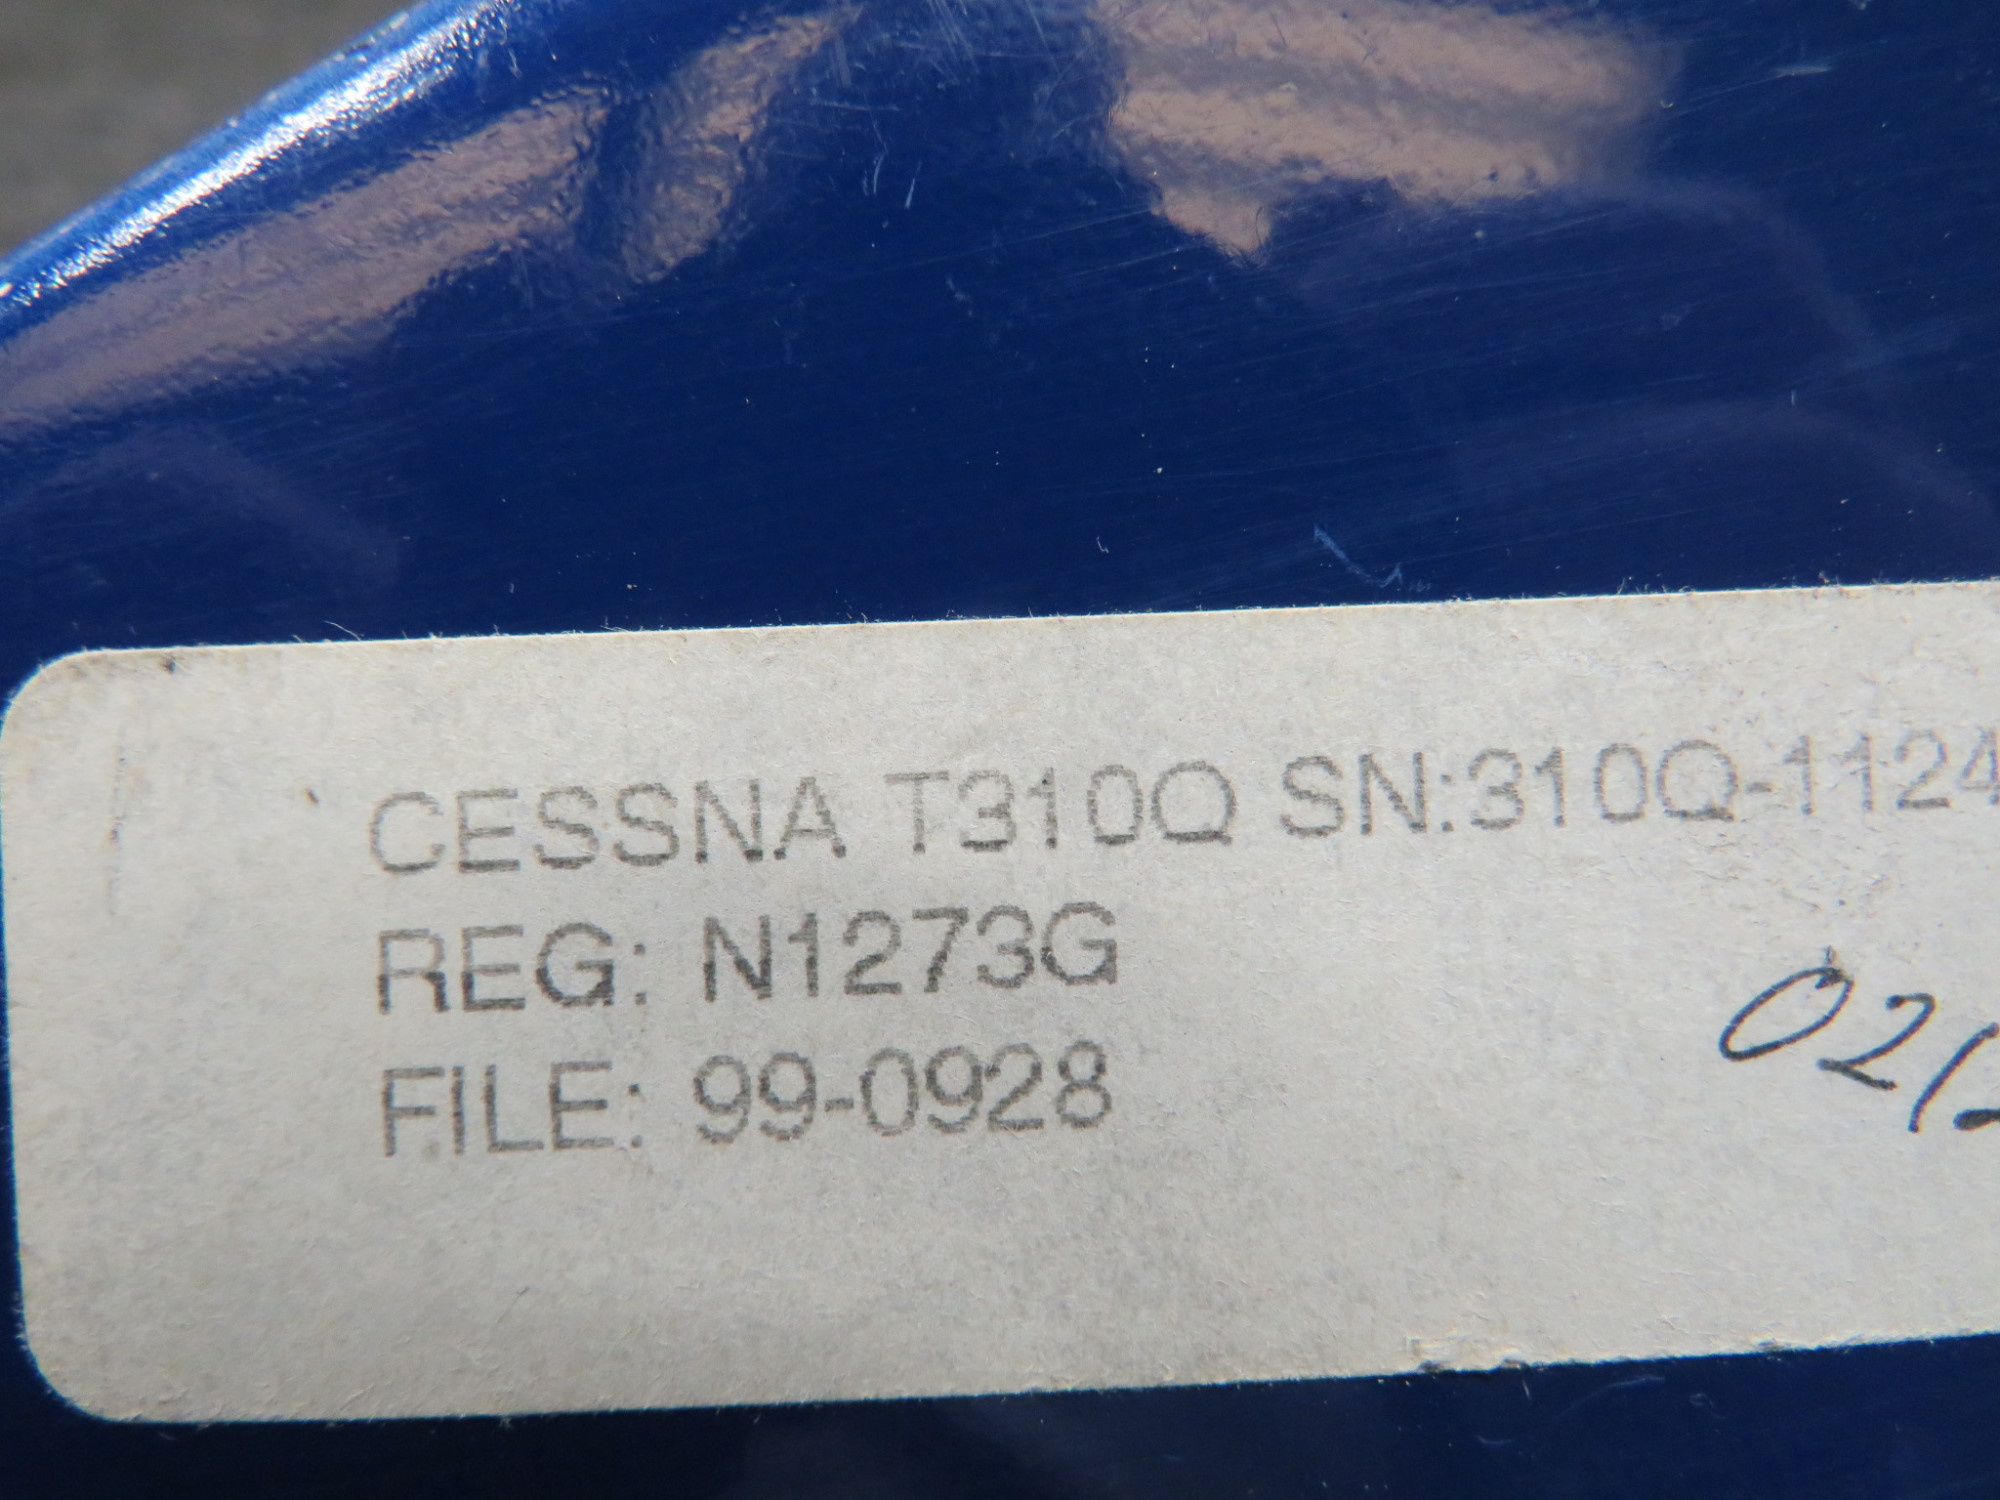 CESSNA T310Q SN:310Q-1124
REG: N1273G
FILE: 99-0928